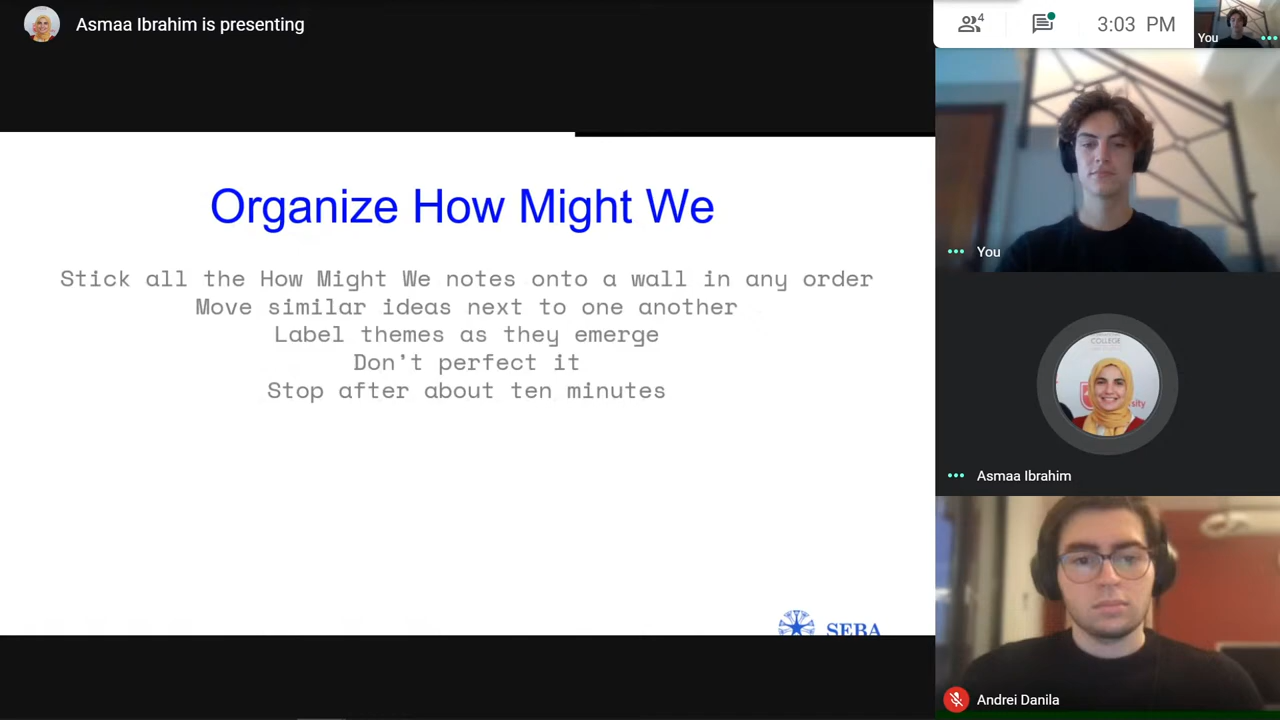 Asmaa Ibrahim is presenting
4
3:03 PM
You
Organize How Might We
Stick all the How Might We notes onto a wall in any order
Move similar ideas next to one another
Label themes as they emerge
Don’t perfect it
Stop after about ten minutes
SEBA
You
COLLEGE
Asmaa Ibrahim
Andrei Danila